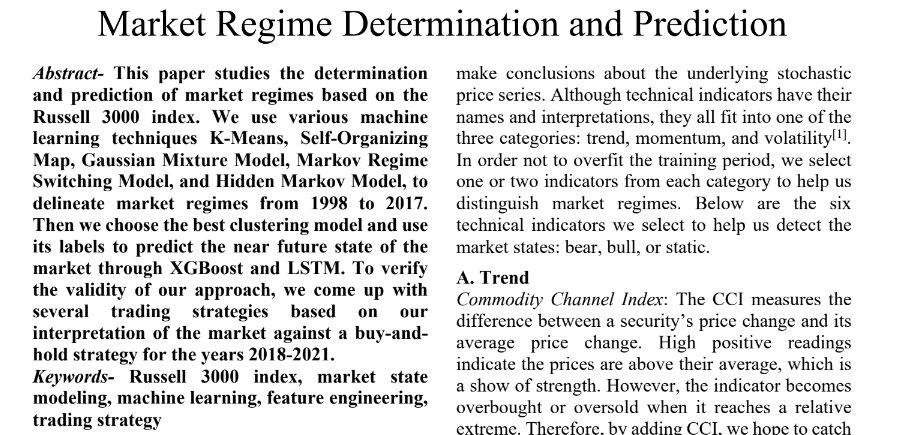 Market Regime Determination and Prediction
Abstract- This paper studies the determination
and prediction of market regimes based on the
Russell 3000 index. We use various machine
learning techniques K-Means, Self-Organizing
Map, Gaussian Mixture Model, Markov Regime
Switching Model, and Hidden Markov Model, to
delineate market regimes from 1998 to 2017.
Then we choose the best clustering model and use
its labels to predict the near future state of the
market through XGBoost and LSTM. To verify
the validity of our approach, we come up with
several trading strategies based on our
interpretation of the market against a buy-and-
hold strategy for the years 2018-2021.
Keywords- Russell 3000 index, market state
modeling, machine learning, feature engineering,
trading strategy
make conclusions about the underlying stochastic
price series. Although technical indicators have their
names and interpretations, they all fit into one of the
three categories: trend, momentum, and volatility[1].
In order not to overfit the training period, we select
one or two indicators from each category to help us
distinguish market regimes. Below are the six
technical indicators we select to help us detect the
market states: bear, bull, or static.
A. Trend
Commodity Channel Index: The CCI measures the
difference between a security's price change and its
average price change. High positive readings
indicate the prices are above their average, which is
a show of strength. However, the indicator becomes
overbought or oversold when it reaches a relative
extreme. Therefore, by adding CCI, we hope to catch